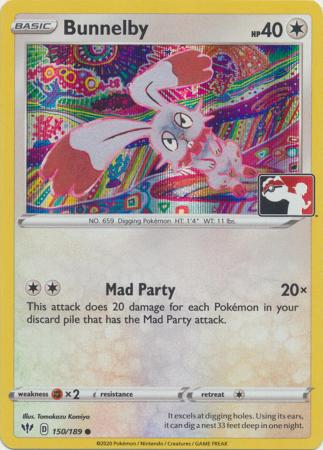 BASIC Bunnelby HP40
NO. 659 Digging Pokémon HT: 1'4" WT: 11 lbs.
Mad Party 20×
This attack does 20 damage for each Pokémon in your
discard pile that has the Mad Party attack.
weakness ×2 resistance retreat
Illus. Tomokazu Komiya
D 150/189
It excels at digging holes. Using its ears,
it can dig a nest 33 feet deep in one night.
©2020 Pokémon / Nintendo / Creatures / GAME FREAK